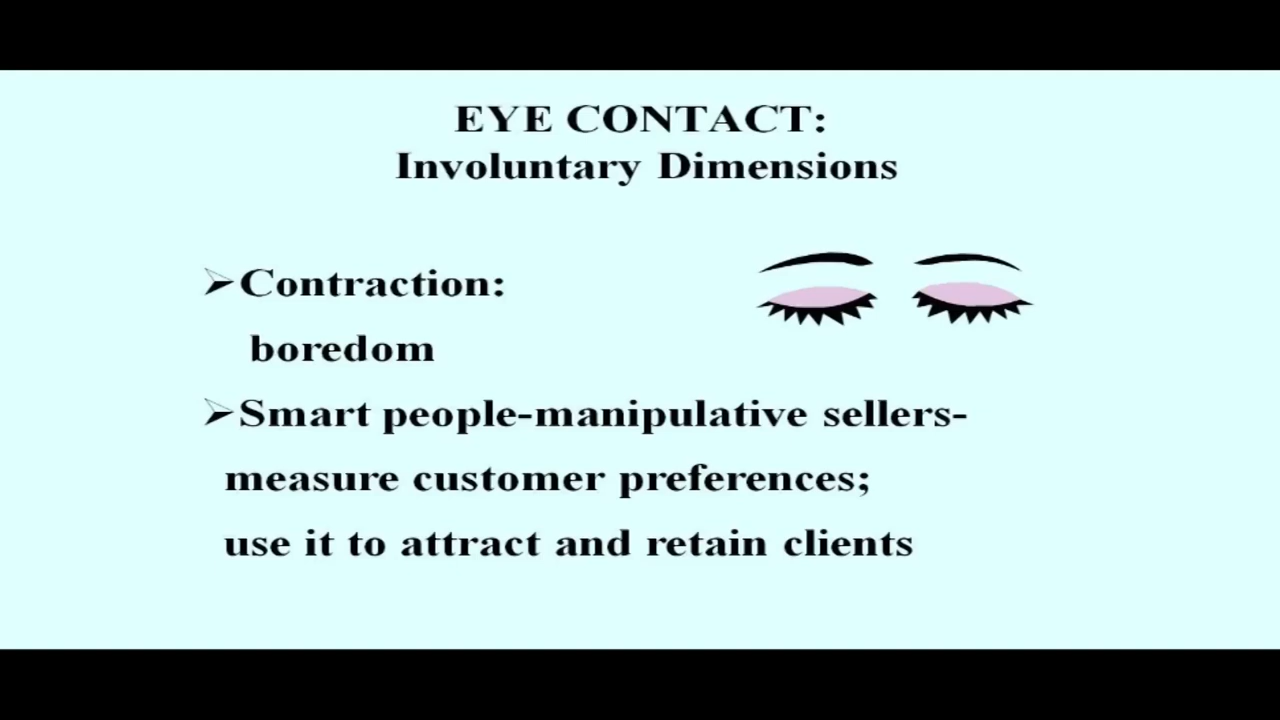 EYE CONTACT:
Involuntary Dimensions
➢Contraction:
boredom
➢Smart people-manipulative sellers-
measure customer preferences;
use it to attract and retain clients